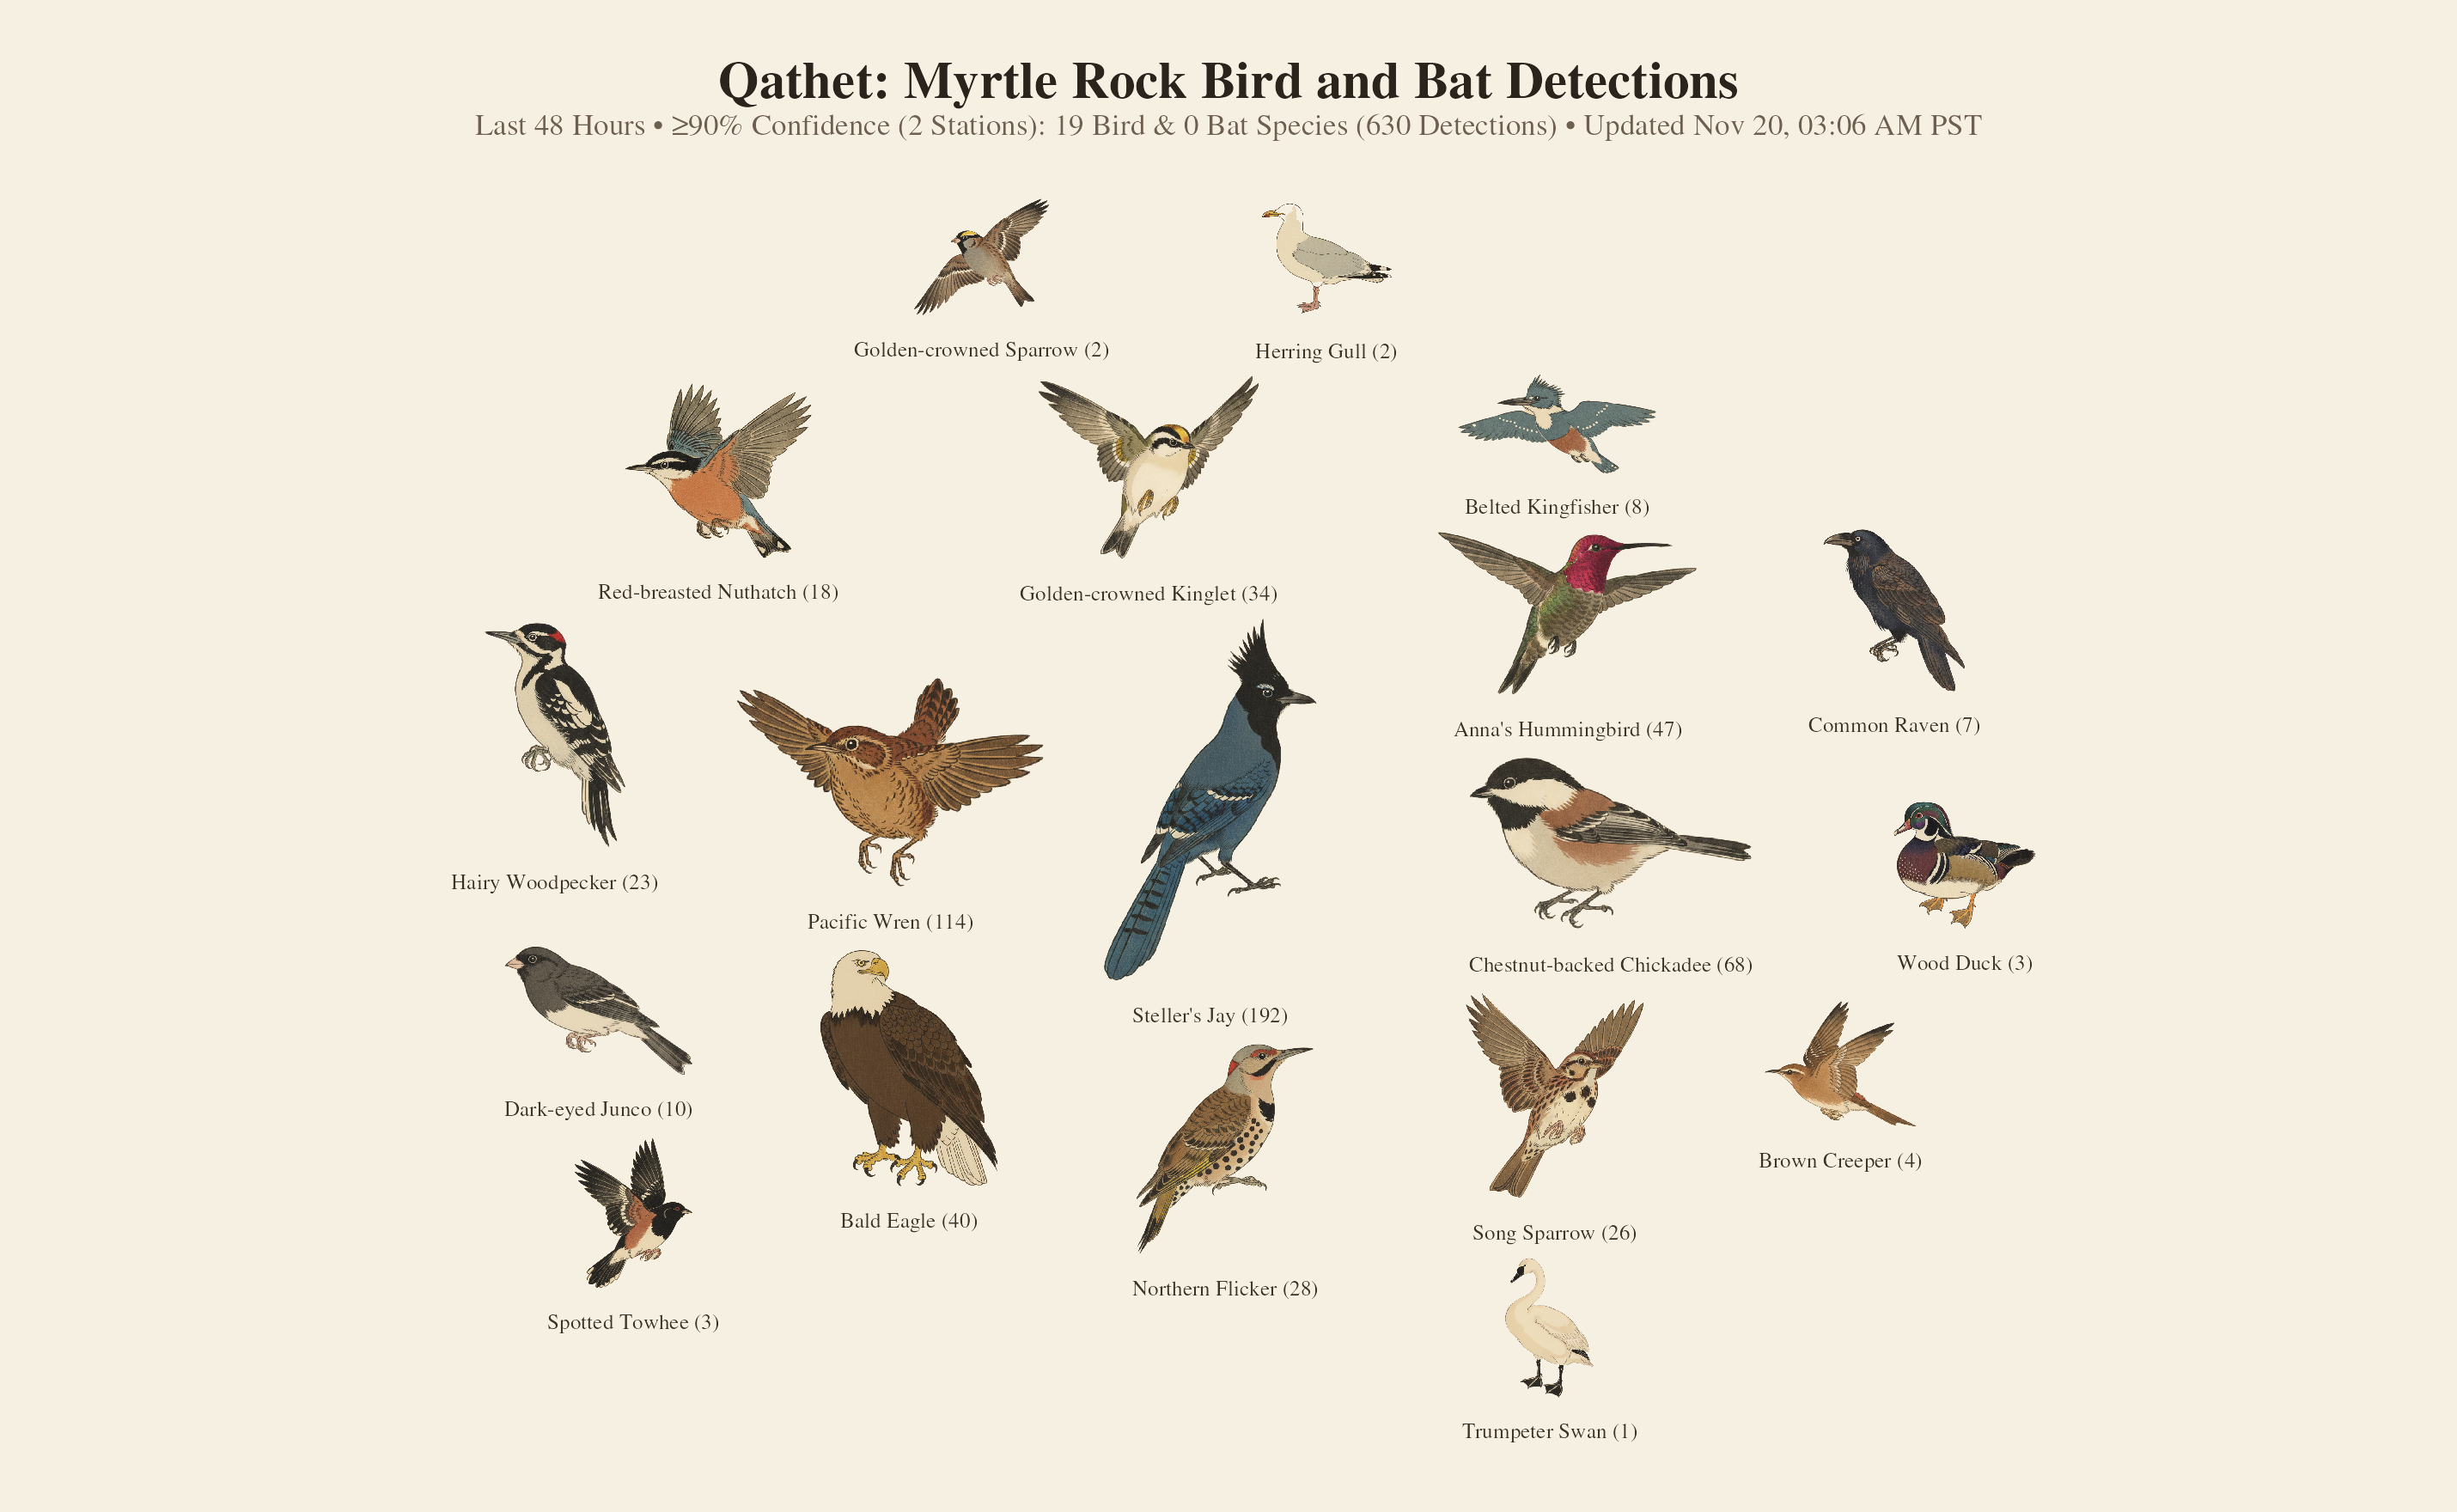 Qathet: Myrtle Rock Bird and Bat Detections
Last 48 Hours • ≥90% Confidence (2 Stations): 19 Bird & 0 Bat Species (630 Detections) • Updated Nov 20, 03:06 AM PST
Golden-crowned Sparrow (2)
Herring Gull (2)
Belted Kingfisher (8)
Red-breasted Nuthatch (18)
Golden-crowned Kinglet (34)
Anna's Hummingbird (47)
Common Raven (7)
Hairy Woodpecker (23)
Pacific Wren (114)
Steller's Jay (192)
Chestnut-backed Chickadee (68)
Wood Duck (3)
Dark-eyed Junco (10)
Bald Eagle (40)
Northern Flicker (28)
Song Sparrow (26)
Brown Creeper (4)
Spotted Towhee (3)
Trumpeter Swan (1)